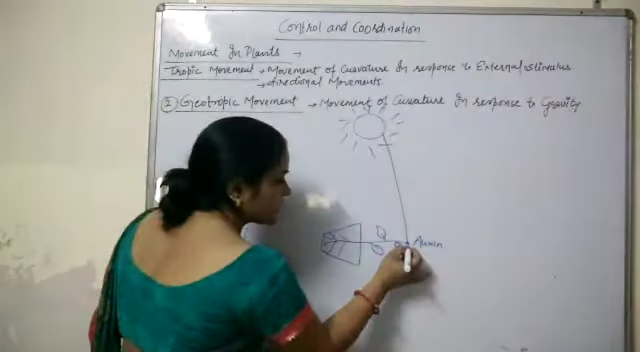 Control and Coordination
Movement In Plants →
Tropic Movement → Movement of Curvature In response to External Stimulus
→ directional Movements.
② Geotropic Movement → Movement of Curvature In response to Gravity
Auxin